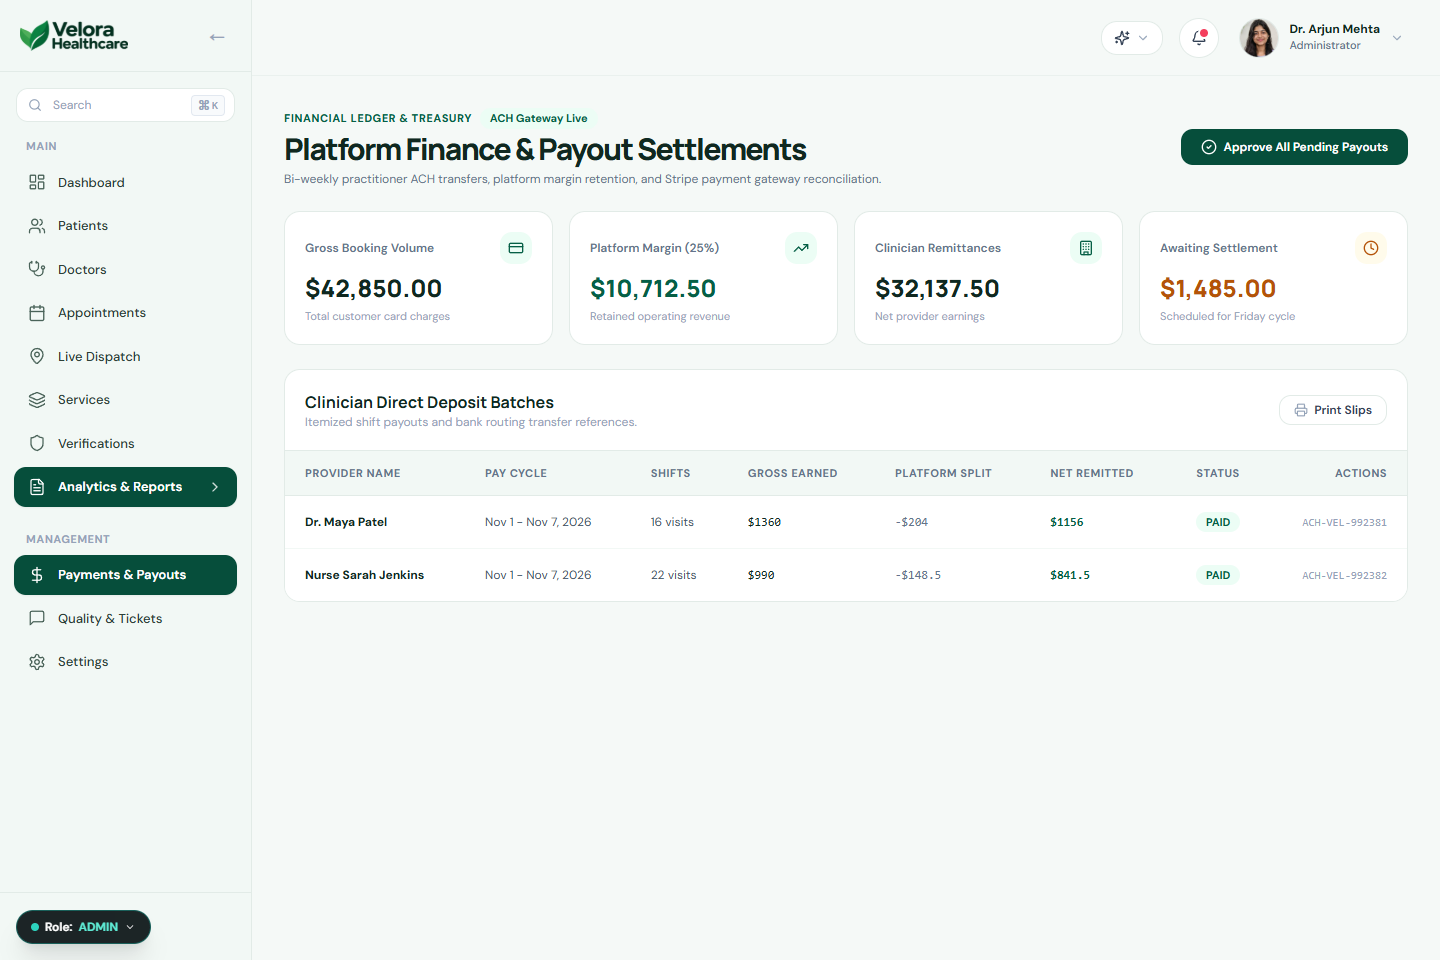 Velora
Healthcare
←
Search
⌘ K
MAIN
Dashboard
Patients
Doctors
Appointments
Live Dispatch
Services
Verifications
Analytics & Reports
MANAGEMENT
Payments & Payouts
Quality & Tickets
Settings
Role: ADMIN
Dr. Arjun Mehta
Administrator
FINANCIAL LEDGER & TREASURY ACH Gateway Live
Platform Finance & Payout Settlements
Bi-weekly practitioner ACH transfers, platform margin retention, and Stripe payment gateway reconciliation.
Approve All Pending Payouts
Gross Booking Volume
$42,850.00
Total customer card charges
Platform Margin (25%)
$10,712.50
Retained operating revenue
Clinician Remittances
$32,137.50
Net provider earnings
Awaiting Settlement
$1,485.00
Scheduled for Friday cycle
Clinician Direct Deposit Batches
Itemized shift payouts and bank routing transfer references.
Print Slips
PROVIDER NAME PAY CYCLE SHIFTS GROSS EARNED PLATFORM SPLIT NET REMITTED STATUS ACTIONS
Dr. Maya Patel Nov 1 - Nov 7, 2026 16 visits $1360 -$204 $1156 PAID ACH-VEL-992381
Nurse Sarah Jenkins Nov 1 - Nov 7, 2026 22 visits $990 -$148.5 $841.5 PAID ACH-VEL-992382